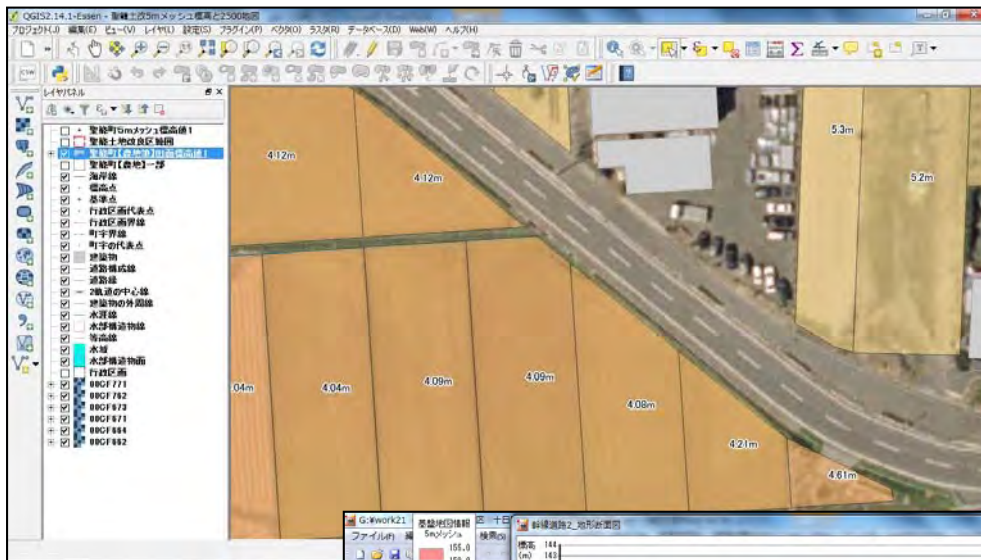 QGIS2.14.1-Essen - 聖籠土改5mメッシュ標高と2500地図
プロジェクト(J) 編集(E) ビュー(V) レイヤ(L) 設定(S) プラグイン(P) ベクタ(O) ラスタ(R) データベース(D) Web(W) ヘルプ(H)
CSW
レイヤパネル
聖籠町5mメッシュ標高値1
聖籠土地改良区範囲
聖籠町【農地】一部
海岸線
標高点
基準点
行政区画代表点
行政区画界線
町字界線
町字の代表点
建築物
道路構成線
道路縁
建築物の外周線
水涯線
水部構造物線
等高線
水域
水部構造物面
行政区画
08CF771
08CF762
08CF673
08CF671
08CF664
08CF662
4.12m
4.12m
5.3m
5.2m
4.04m
4.04m
4.09m
4.09m
4.08m
4.21m
4.61m
G:¥work21
ファイル(F)
検索(S)
基盤地図情報
5mメッシュ
155.0
150.0
幹線道路2_地形断面図
標高
(m)
144
143